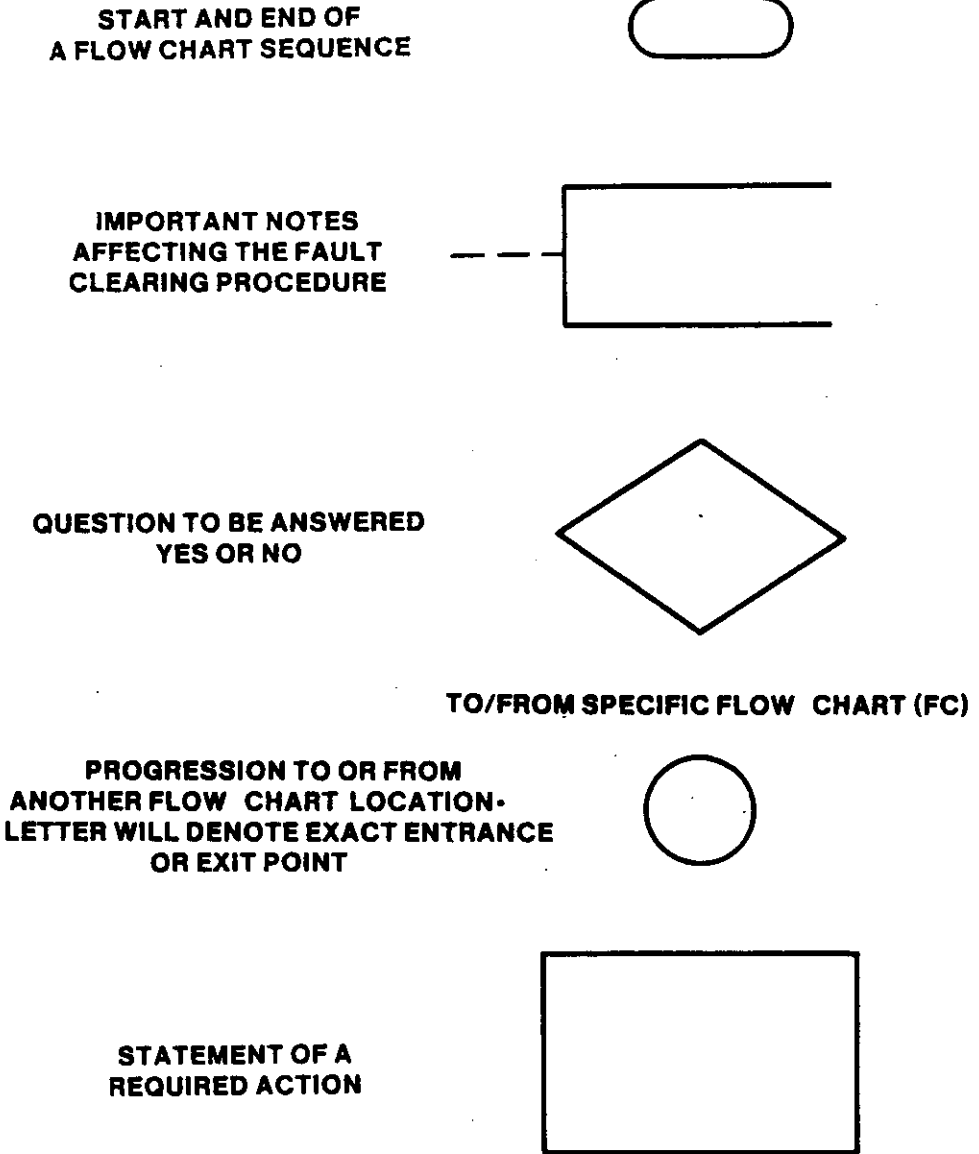 START AND END OF
A FLOW CHART SEQUENCE
IMPORTANT NOTES
AFFECTING THE FAULT
CLEARING PROCEDURE
QUESTION TO BE ANSWERED
YES OR NO
TO/FROM SPECIFIC FLOW CHART (FC)
PROGRESSION TO OR FROM
ANOTHER FLOW CHART LOCATION-
LETTER WILL DENOTE EXACT ENTRANCE
OR EXIT POINT
STATEMENT OF A
REQUIRED ACTION